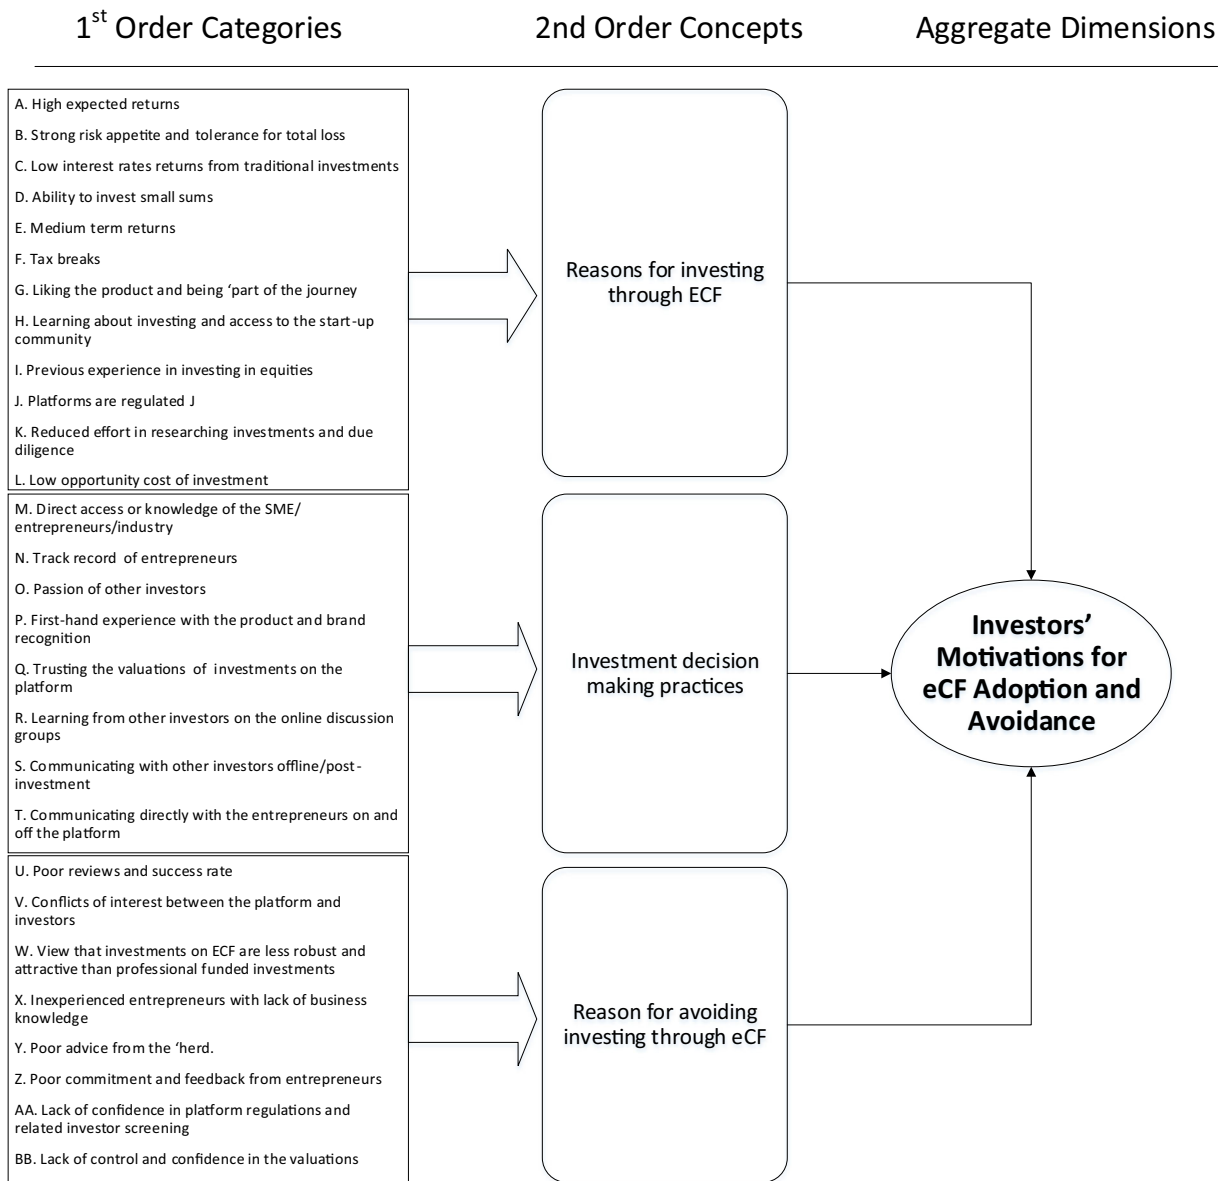 1st Order Categories
2nd Order Concepts
Aggregate Dimensions
A. High expected returns
B. Strong risk appetite and tolerance for total loss
C. Low interest rates returns from traditional investments
D. Ability to invest small sums
E. Medium term returns
F. Tax breaks
G. Liking the product and being ‘part of the journey
H. Learning about investing and access to the start-up
community
I. Previous experience in investing in equities
J. Platforms are regulated J
K. Reduced effort in researching investments and due
diligence
L. Low opportunity cost of investment
Reasons for investing
through ECF
M. Direct access or knowledge of the SME/
entrepreneurs/industry
N. Track record of entrepreneurs
O. Passion of other investors
P. First-hand experience with the product and brand
recognition
Q. Trusting the valuations of investments on the
platform
R. Learning from other investors on the online discussion
groups
S. Communicating with other investors offline/post-
investment
T. Communicating directly with the entrepreneurs on and
off the platform
Investment decision
making practices
Investors’
Motivations for
eCF Adoption and
Avoidance
U. Poor reviews and success rate
V. Conflicts of interest between the platform and
investors
W. View that investments on ECF are less robust and
attractive than professional funded investments
X. Inexperienced entrepreneurs with lack of business
knowledge
Y. Poor advice from the ‘herd.
Z. Poor commitment and feedback from entrepreneurs
AA. Lack of confidence in platform regulations and
related investor screening
BB. Lack of control and confidence in the valuations
Reason for avoiding
investing through eCF